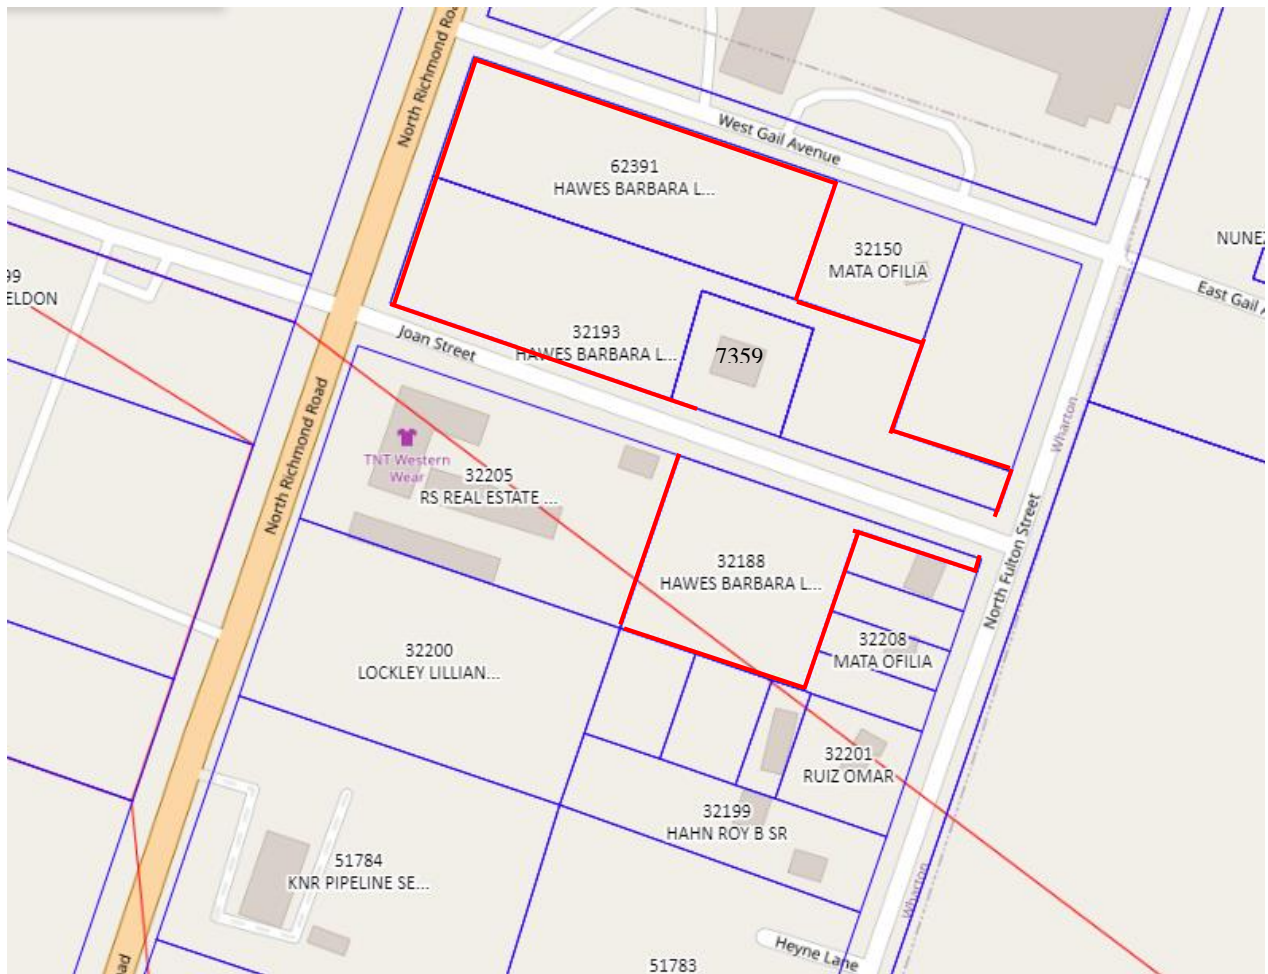 North Richmond Roa
West Gail Avenue
62391
HAWES BARBARA L...
32150
MATA OFILIA
NUNEZ
East Gail A
99
ELDON
Joan Street
32193
HAWES BARBARA L...
7359
Wharton
TNT Western
Wear
32205
RS REAL ESTATE ...
North Richmond Road
32188
HAWES BARBARA L...
North Fulton Street
32208
MATA OFILIA
32200
LOCKLEY LILLIAN...
32201
RUIZ OMAR
32199
HAHN ROY B SR
51784
KNR PIPELINE SE...
Wharton
Heyne Lane
51783
oad